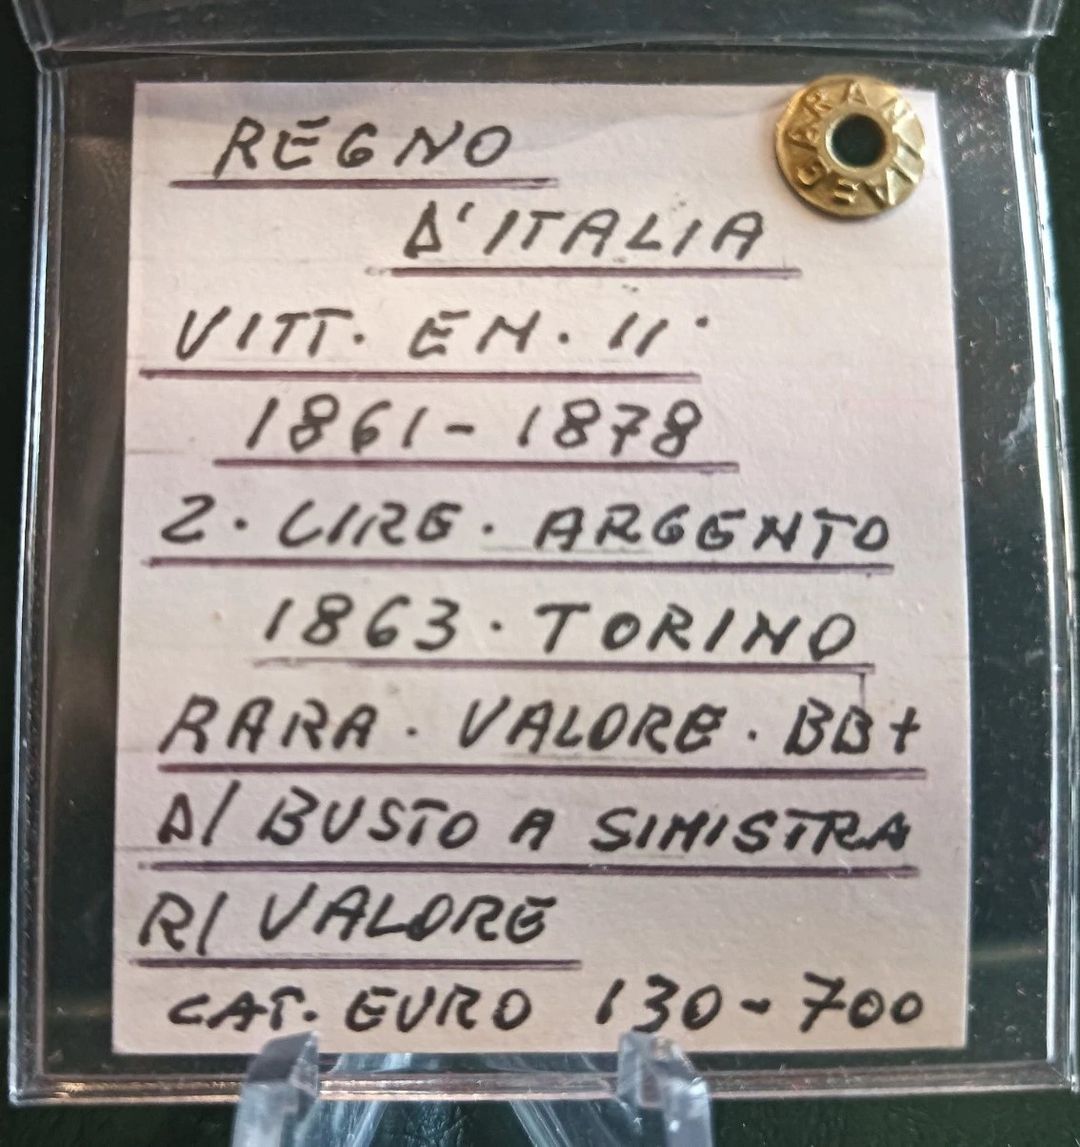 REGNO
D'ITALIA
VITT. EM. II°
1861-1878
2. LIRE. ARGENTO
1863. TORINO
RARA. VALORE. BB+
D/ BUSTO A SINISTRA
R/ VALORE
CAT. EURO 130-700